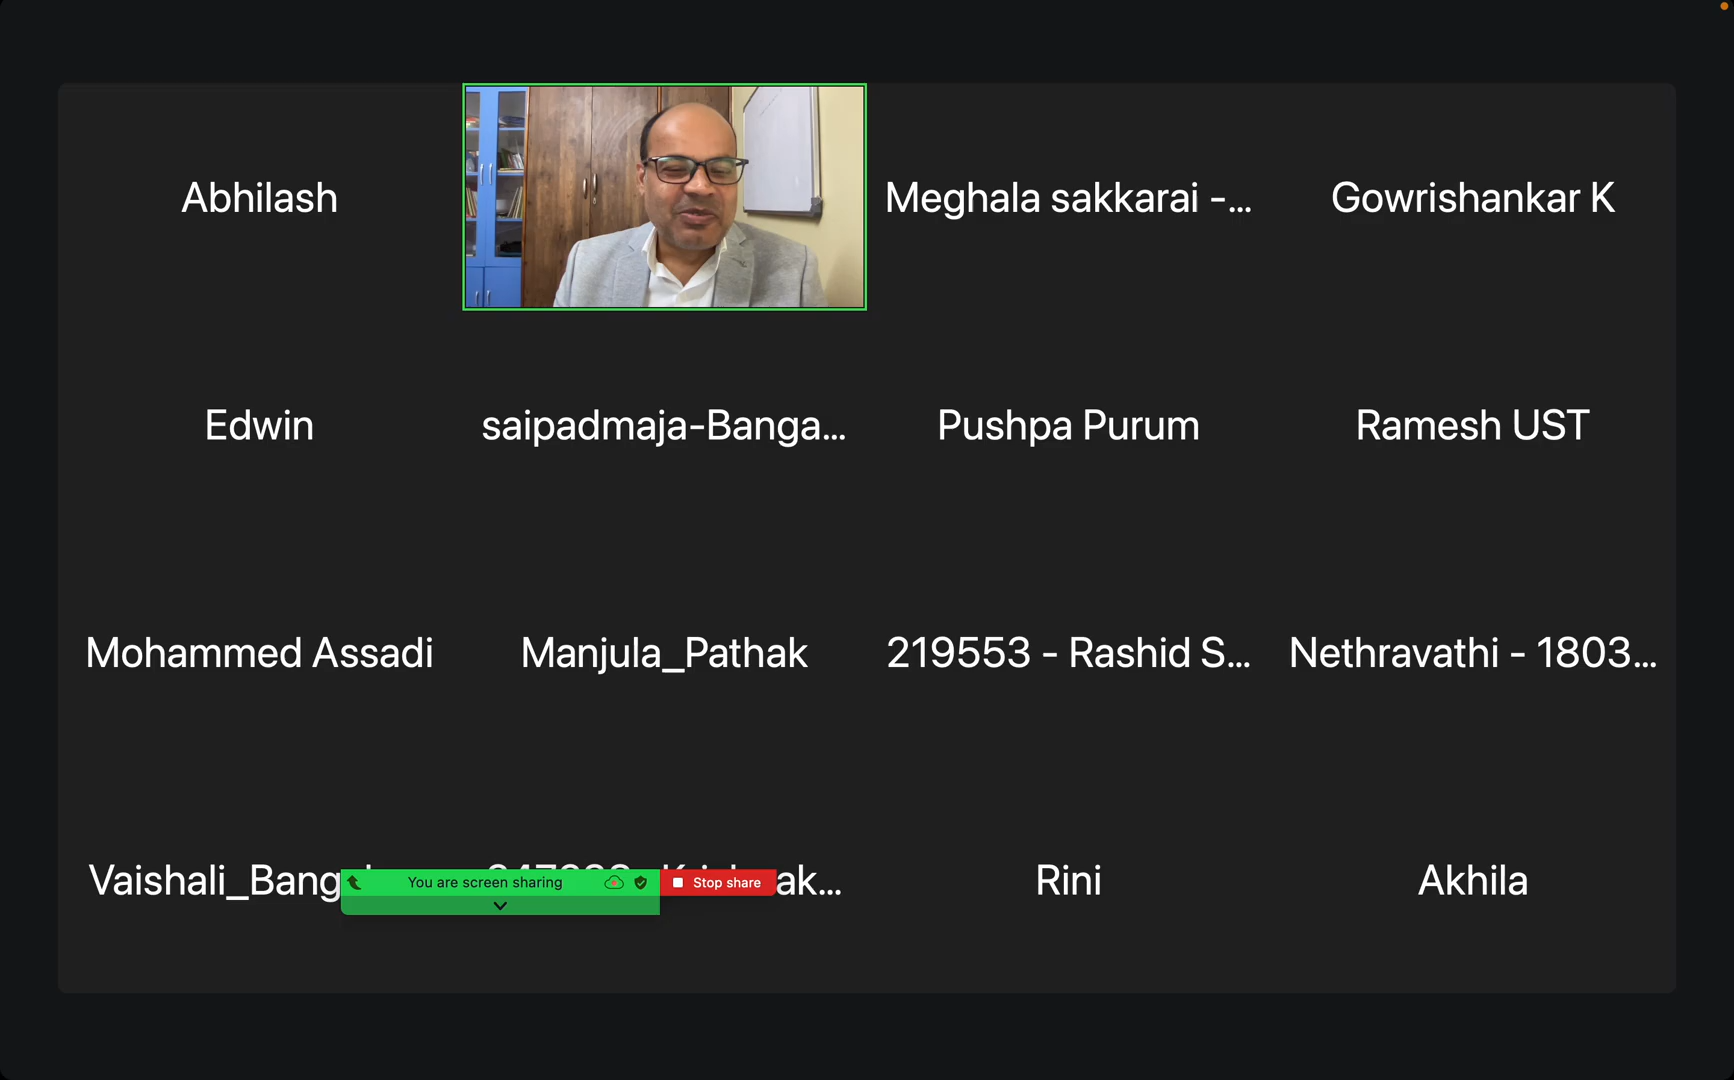 Abhilash
Meghala sakkarai -...
Gowrishankar K
Edwin
saipadmaja-Banga...
Pushpa Purum
Ramesh UST
Mohammed Assadi
Manjula_Pathak
219553 - Rashid S...
Nethravathi - 1803...
Vaishali_Bang
ak...
Rini
Akhila
You are screen sharing
Stop share